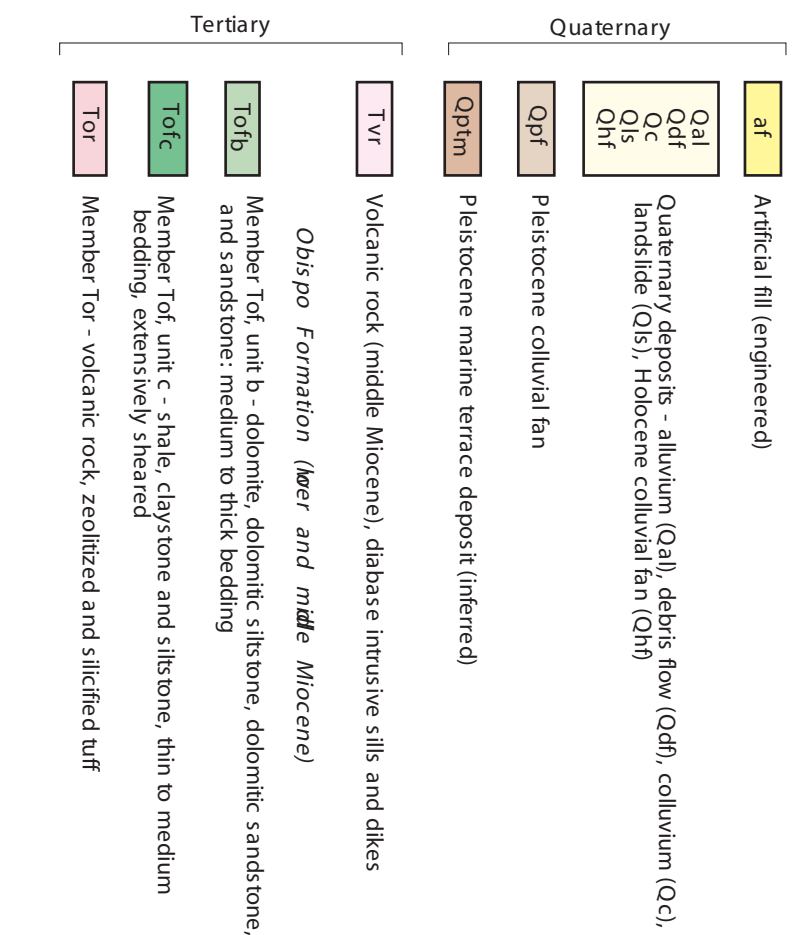 Quaternary
af
Artificial fill (engineered)
Qal
Qdf
Qc
Qls
Qhf
Quaternary deposits - alluvium (Qal), debris flow (Qdf), colluvium (Qc),
landslide (Qls), Holocene colluvial fan (Qhf)
Qpf
Pleistocene colluvial fan
Qptm
Pleistocene marine terrace deposit (inferred)
Tertiary
Tvr
Volcanic rock (middle Miocene), diabase intrusive sills and dikes
Obispo Formation (lower and middle Miocene)
Tofb
Member Tof, unit b - dolomite, dolomitic siltstone, dolomitic sandstone,
and sandstone: medium to thick bedding
Tofc
Member Tof, unit c - shale, claystone and siltstone, thin to medium
bedding, extensively sheared
Tor
Member Tor - volcanic rock, zeolitized and silicified tuff